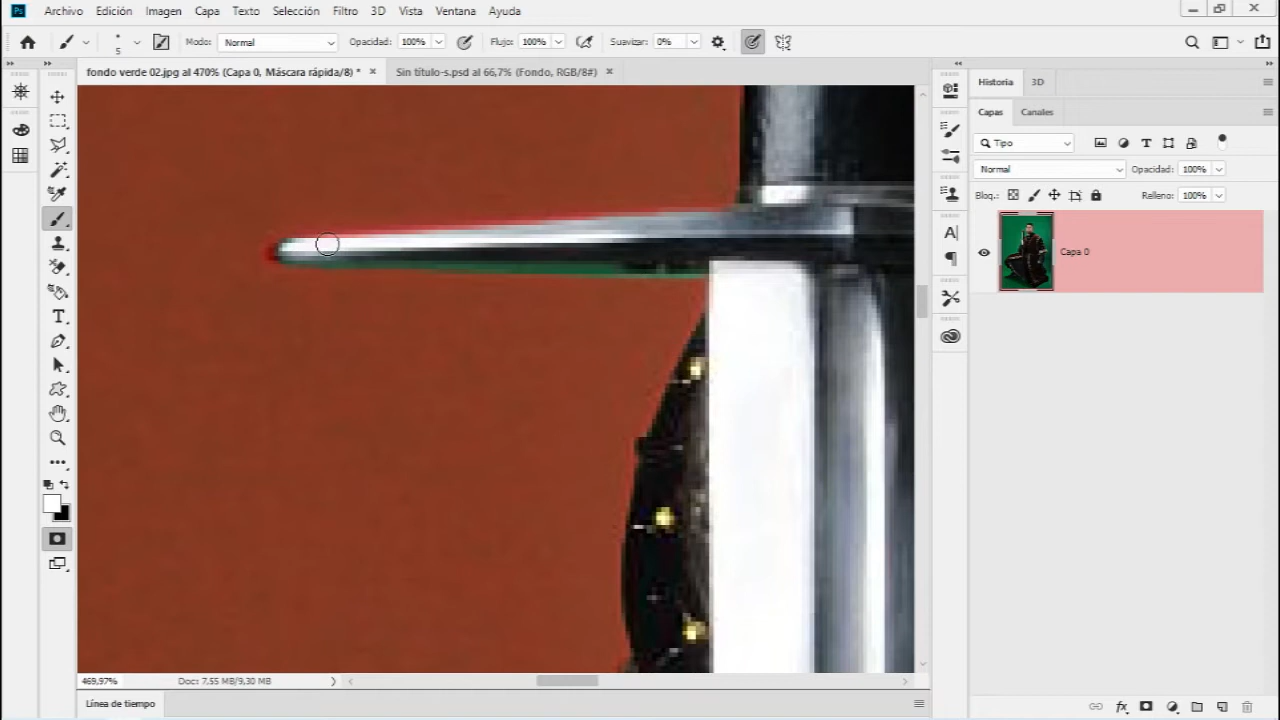 Ps Archivo Edición Imagen Capa Texto Selección Filtro 3D Vista Ventana Ayuda
5 Modo: Normal Opacidad: 100% Flujo: 100% Suavizar: 0%
fondo verde 02.jpg al 470% (Capa 0, Máscara rápida/8) * × Sin título-s.psd al 66,7% (Fondo, RGB/8#) ×
Historia 3D
Capas Canales
Tipo
Normal Opacidad: 100%
Bloq.: Relleno: 100%
Capa 0
469,97% Doc: 7,55 MB/9,30 MB
Línea de tiempo